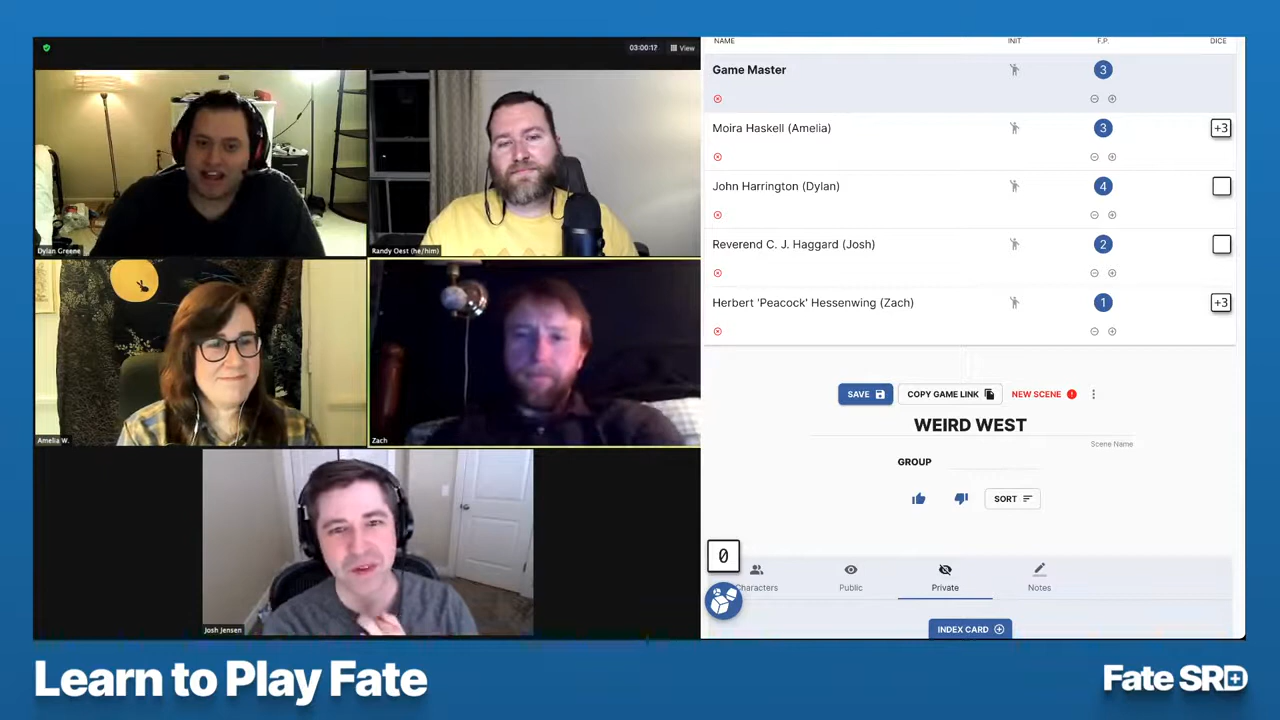 03:00:17 View
Dylan Greene
Randy Oest (he/him)
Amelia W.
Zach
Josh Jensen
NAME INIT F.P. DICE
Game Master 3
Moira Haskell (Amelia) 3 +3
John Harrington (Dylan) 4
Reverend C. J. Haggard (Josh) 2
Herbert 'Peacock' Hessenwing (Zach) 1 +3
SAVE COPY GAME LINK NEW SCENE
WEIRD WEST
Scene Name
GROUP
SORT
0
Characters Public Private Notes
INDEX CARD
Learn to Play Fate
Fate SRD